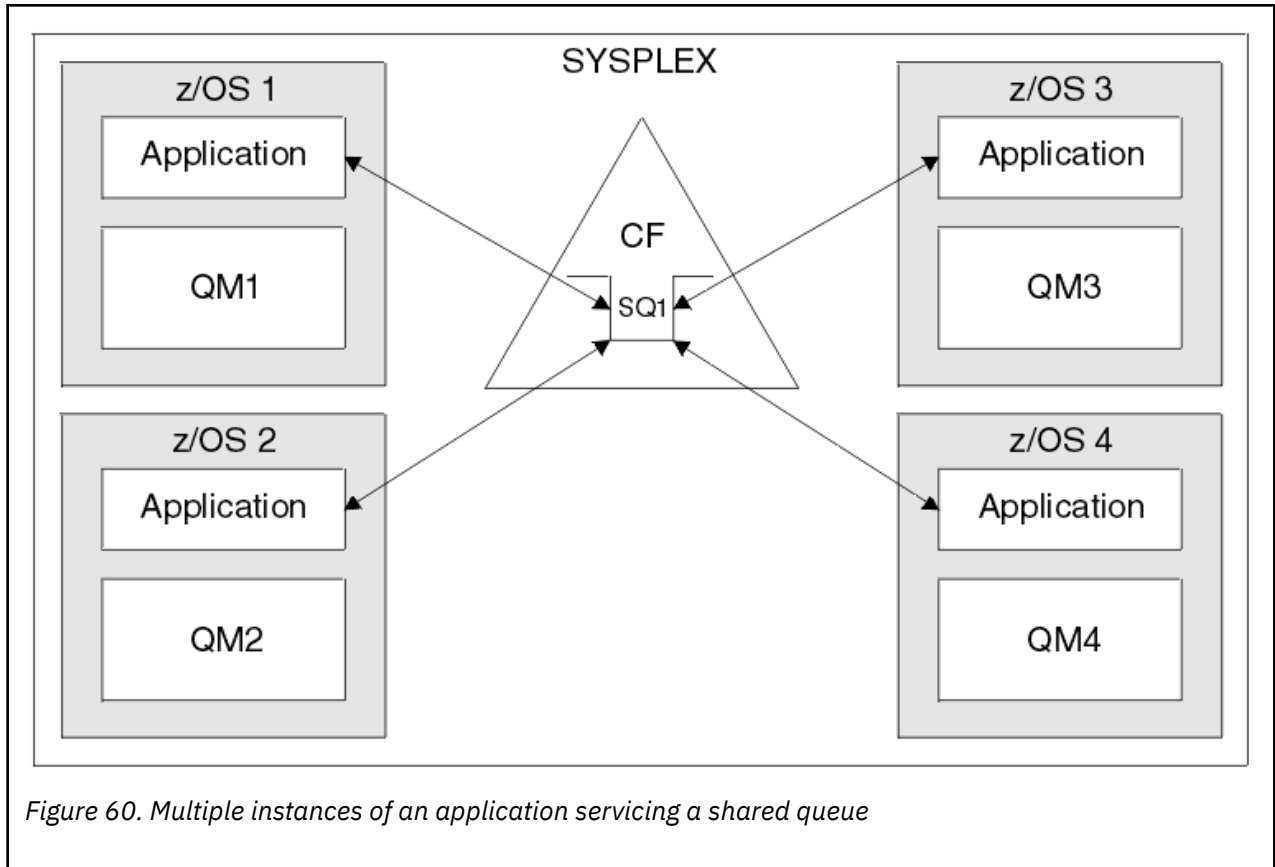 SYSPLEX
z/OS 1
Application
QM1
z/OS 2
Application
QM2
CF
SQ1
z/OS 3
Application
QM3
z/OS 4
Application
QM4
Figure 60. Multiple instances of an application servicing a shared queue